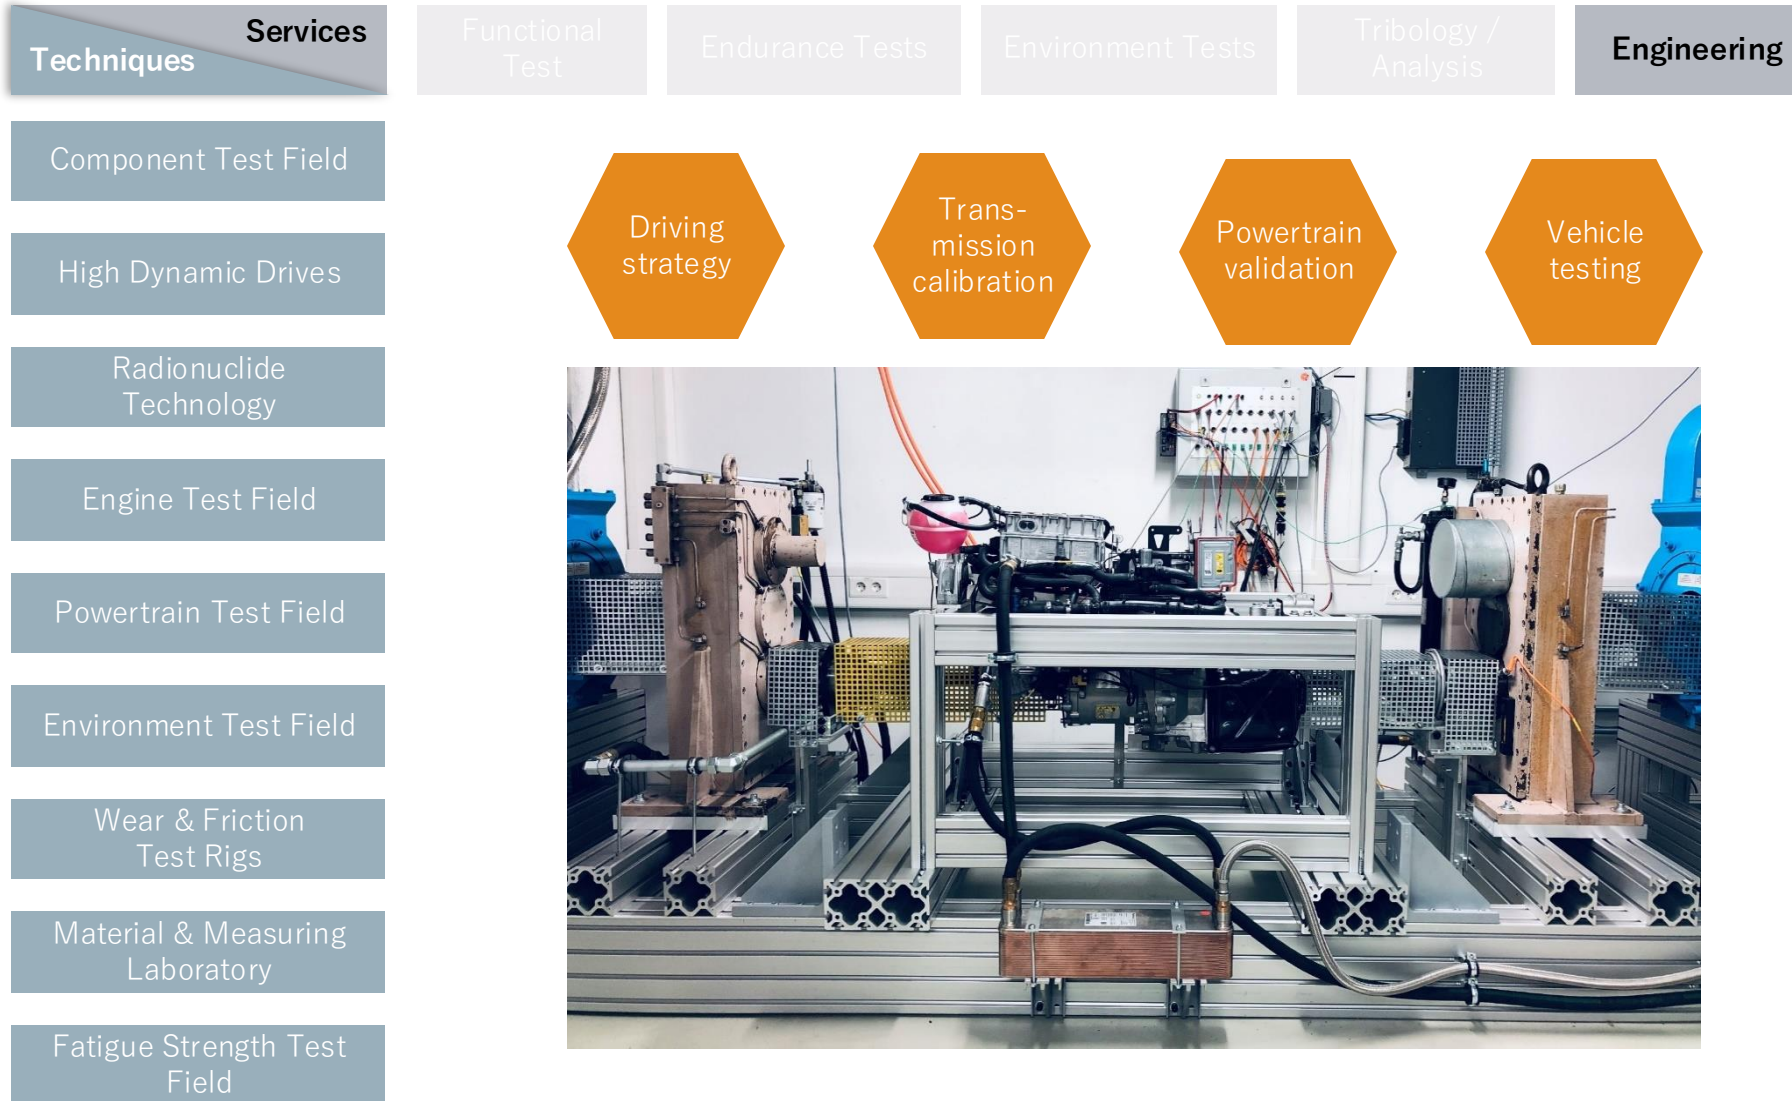 Services
Techniques
Functional
Test
Endurance Tests
Environment Tests
Tribology /
Analysis
Engineering
Component Test Field
High Dynamic Drives
Radionuclide
Technology
Engine Test Field
Powertrain Test Field
Environment Test Field
Wear & Friction
Test Rigs
Material & Measuring
Laboratory
Fatigue Strength Test
Field
Driving
strategy
Trans-
mission
calibration
Powertrain
validation
Vehicle
testing